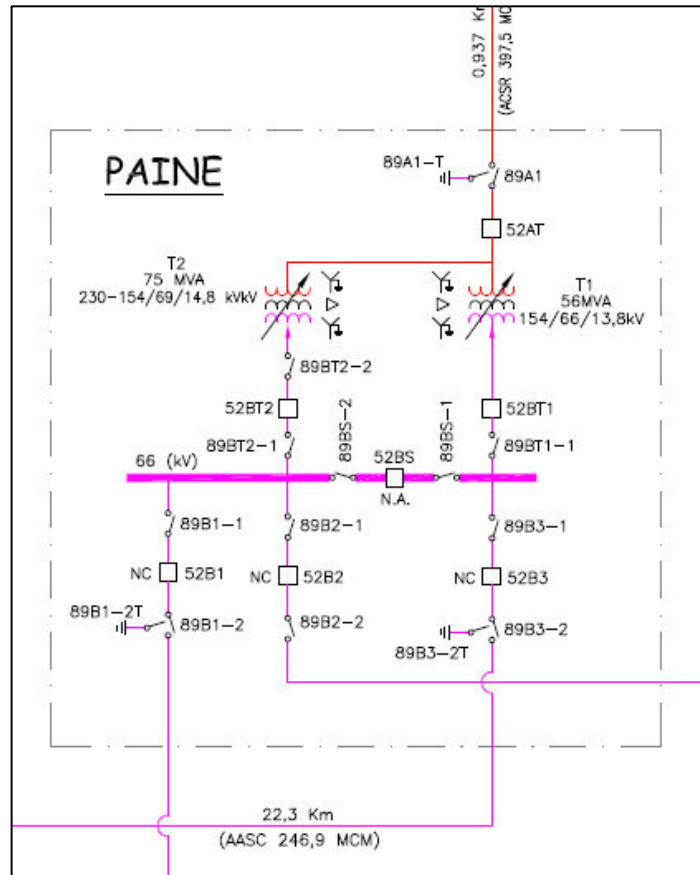 0,937 Km
(ACSR 397,5 MC
PAINE
89A1-T
89A1
52AT
T2
75 MVA
230-154/69/14,8 kVkV
T1
56MVA
154/66/13,8kV
89BT2-2
52BT2
89BT2-1
89BS-2
89BS-1
52BT1
89BT1-1
66 (kV)
52BS
N.A.
89B1-1
89B2-1
89B3-1
NC
52B1
NC
52B2
NC
52B3
89B1-2T
89B1-2
89B2-2
89B3-2
89B3-2T
22,3 Km
(AASC 246,9 MCM)